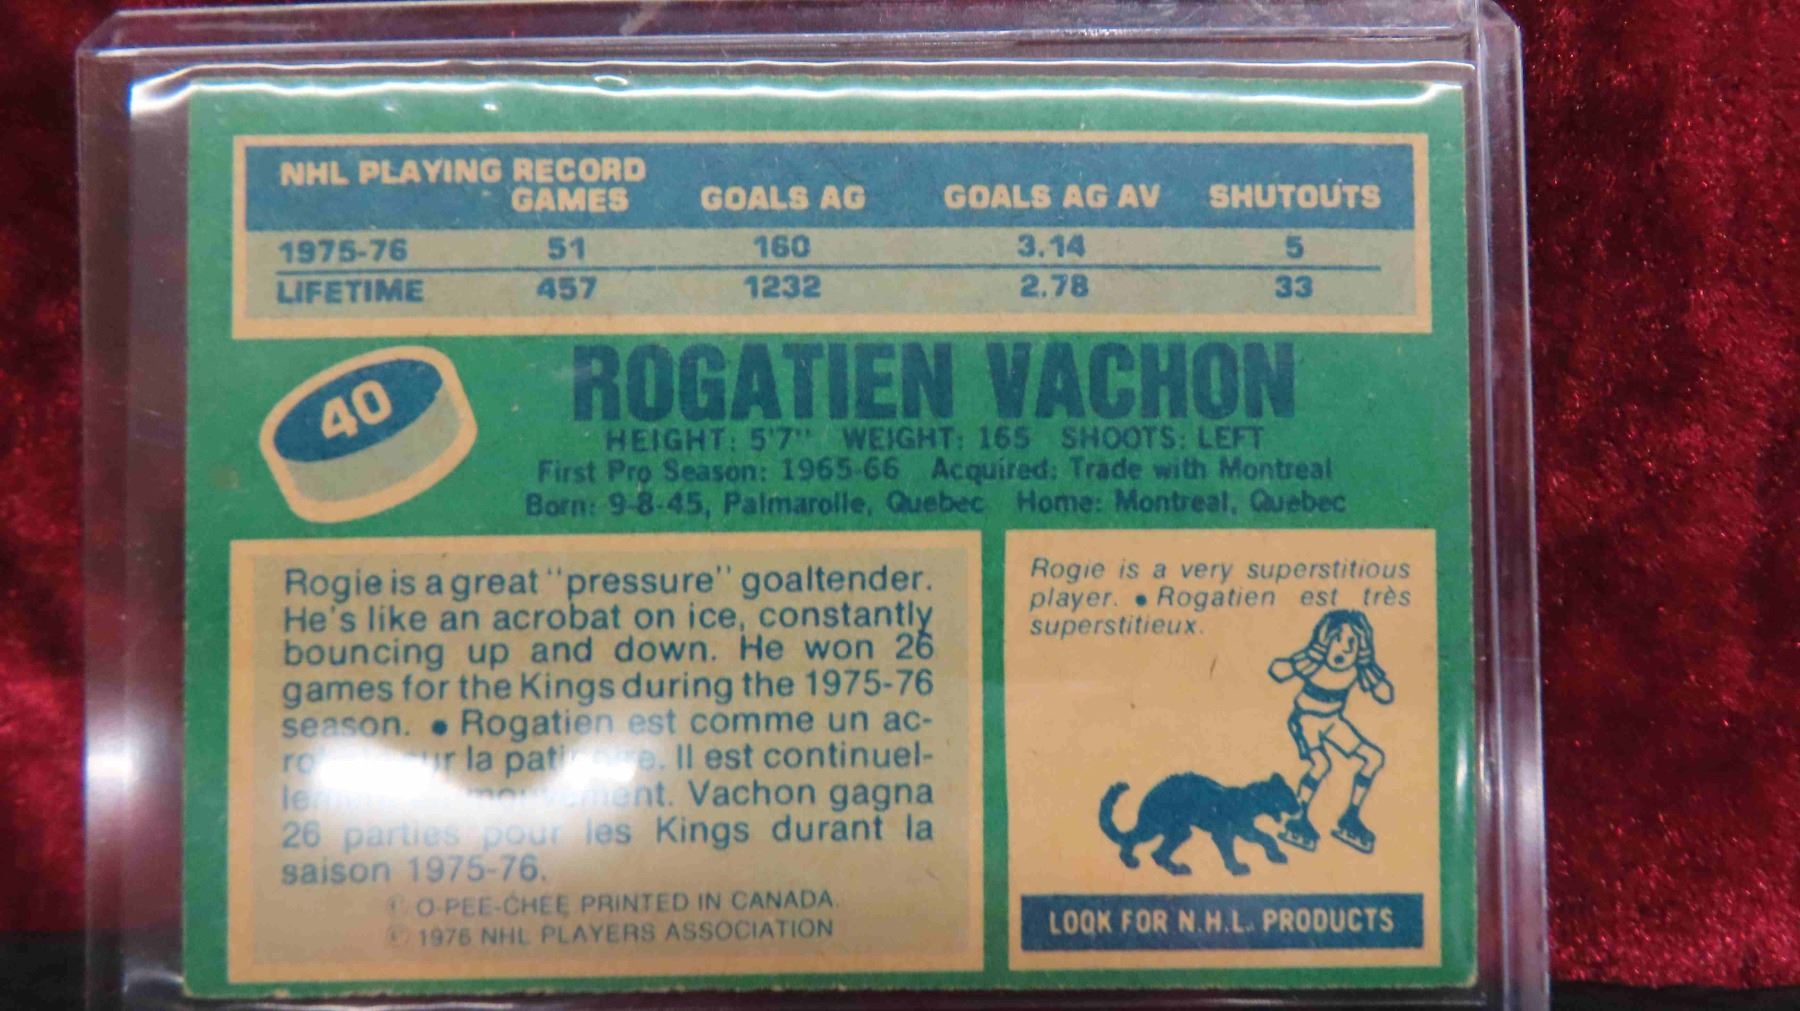 NHL PLAYING RECORD
GAMES GOALS AG GOALS AG AV SHUTOUTS
1975-76 51 160 3.14 5
LIFETIME 457 1232 2.78 33
40
ROGATIEN VACHON
HEIGHT: 5'7" WEIGHT: 165 SHOOTS: LEFT
First Pro Season: 1965-66 Acquired: Trade with Montreal
Born: 9-8-45, Palmarolle, Quebec Home: Montreal, Quebec
Rogie is a great "pressure" goaltender.
He's like an acrobat on ice, constantly
bouncing up and down. He won 26
games for the Kings during the 1975-76
season. • Rogatien est comme un ac-
la patinoire. Il est continuel-
mouvement. Vachon gagna
26 parties pour les Kings durant la
saison 1975-76.
© O-PEE-CHEE PRINTED IN CANADA.
© 1976 NHL PLAYERS ASSOCIATION
Rogie is a very superstitious
player. • Rogatien est très
superstitieux.
LOOK FOR N.H.L. PRODUCTS